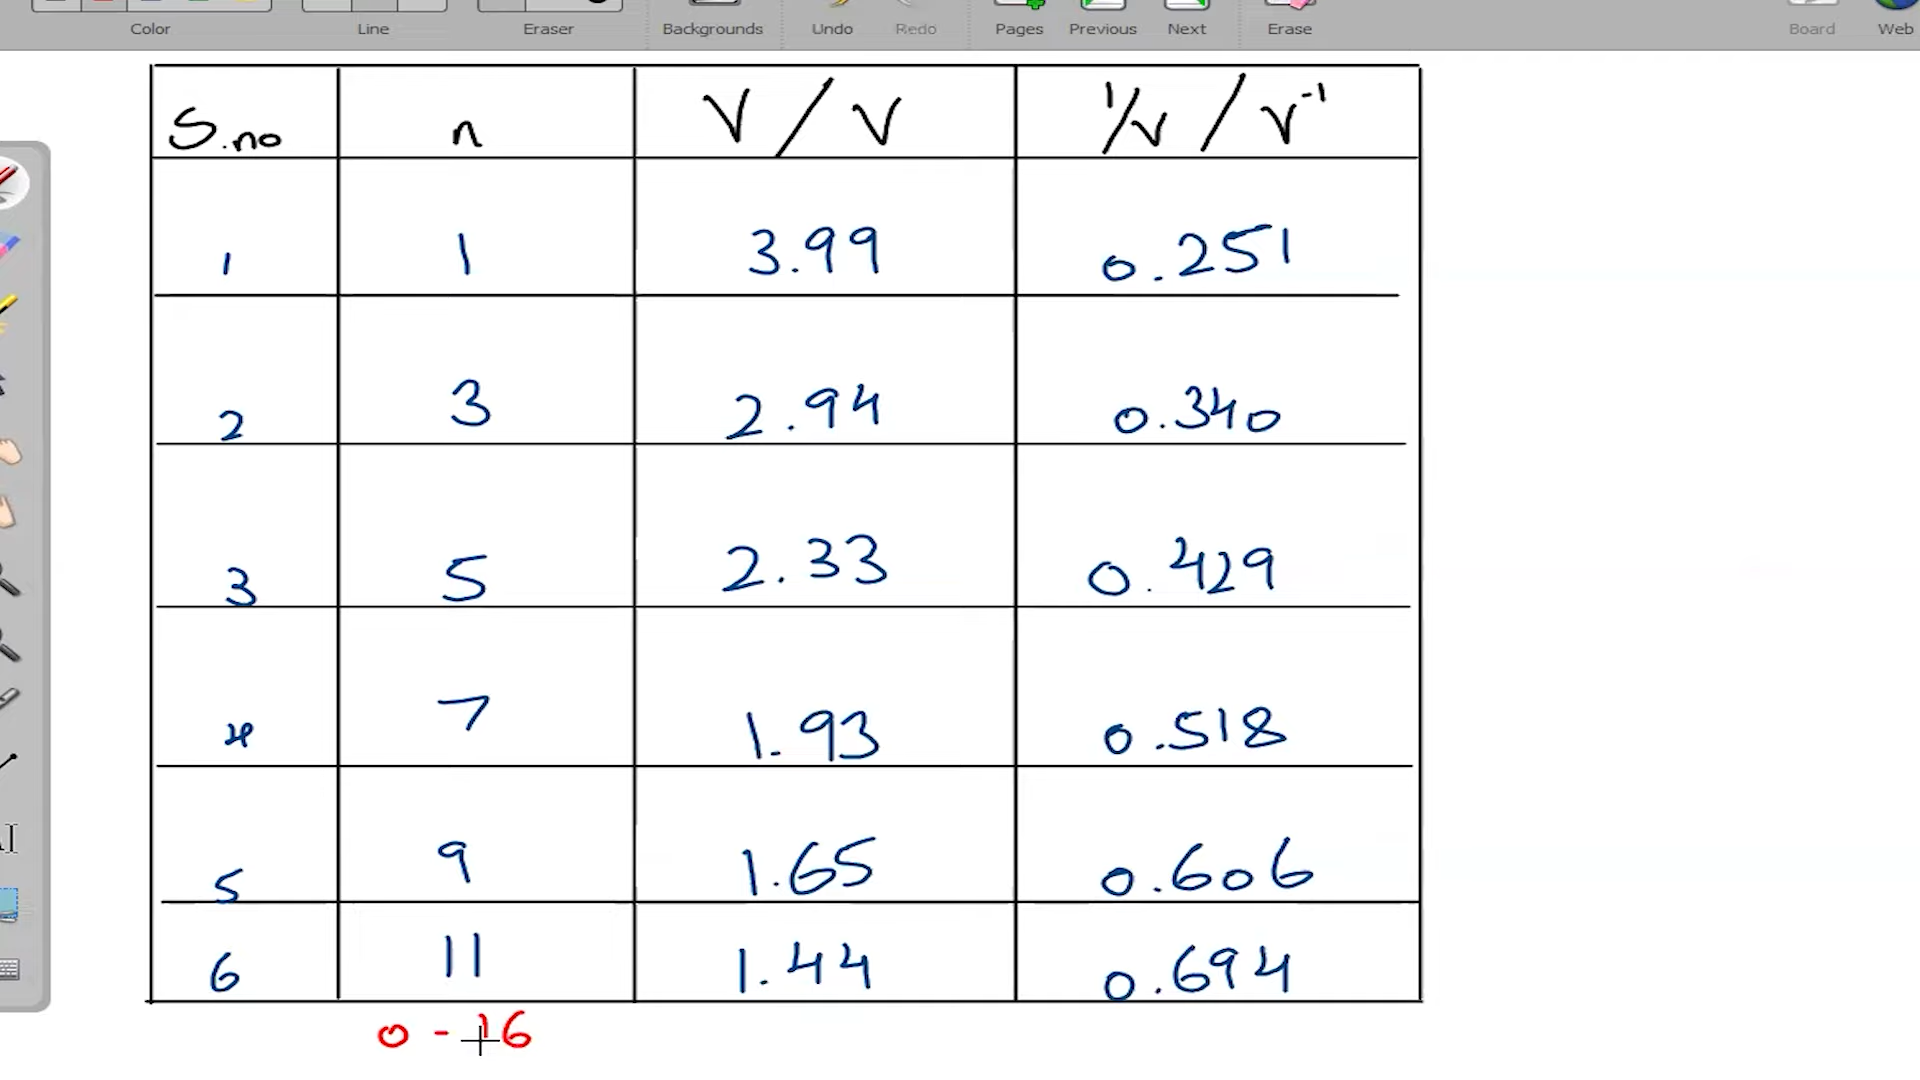 Color Line Eraser Backgrounds Undo Redo Pages Previous Next Erase Board Web
S.no n V / V 1/V / V⁻¹
1 1 3.99 0.251
2 3 2.94 0.340
3 5 2.33 0.429
4 7 1.93 0.518
5 9 1.65 0.606
6 11 1.44 0.694
0 - 16